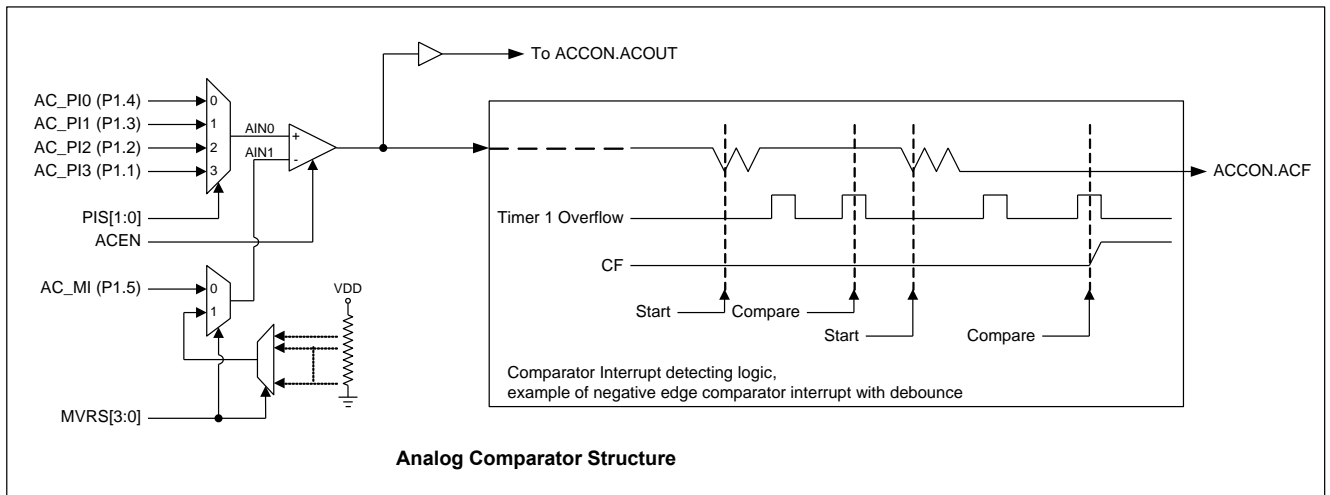 To ACCON.ACOUT
AC_PI0 (P1.4)
AC_PI1 (P1.3)
AC_PI2 (P1.2)
AC_PI3 (P1.1)
0
1
2
3
AIN0
AIN1
+
-
PIS[1:0]
ACEN
AC_MI (P1.5)
0
1
VDD
MVRS[3:0]
ACCON.ACF
Timer 1 Overflow
CF
Start
Compare
Start
Compare
Comparator Interrupt detecting logic,
example of negative edge comparator interrupt with debounce
Analog Comparator Structure